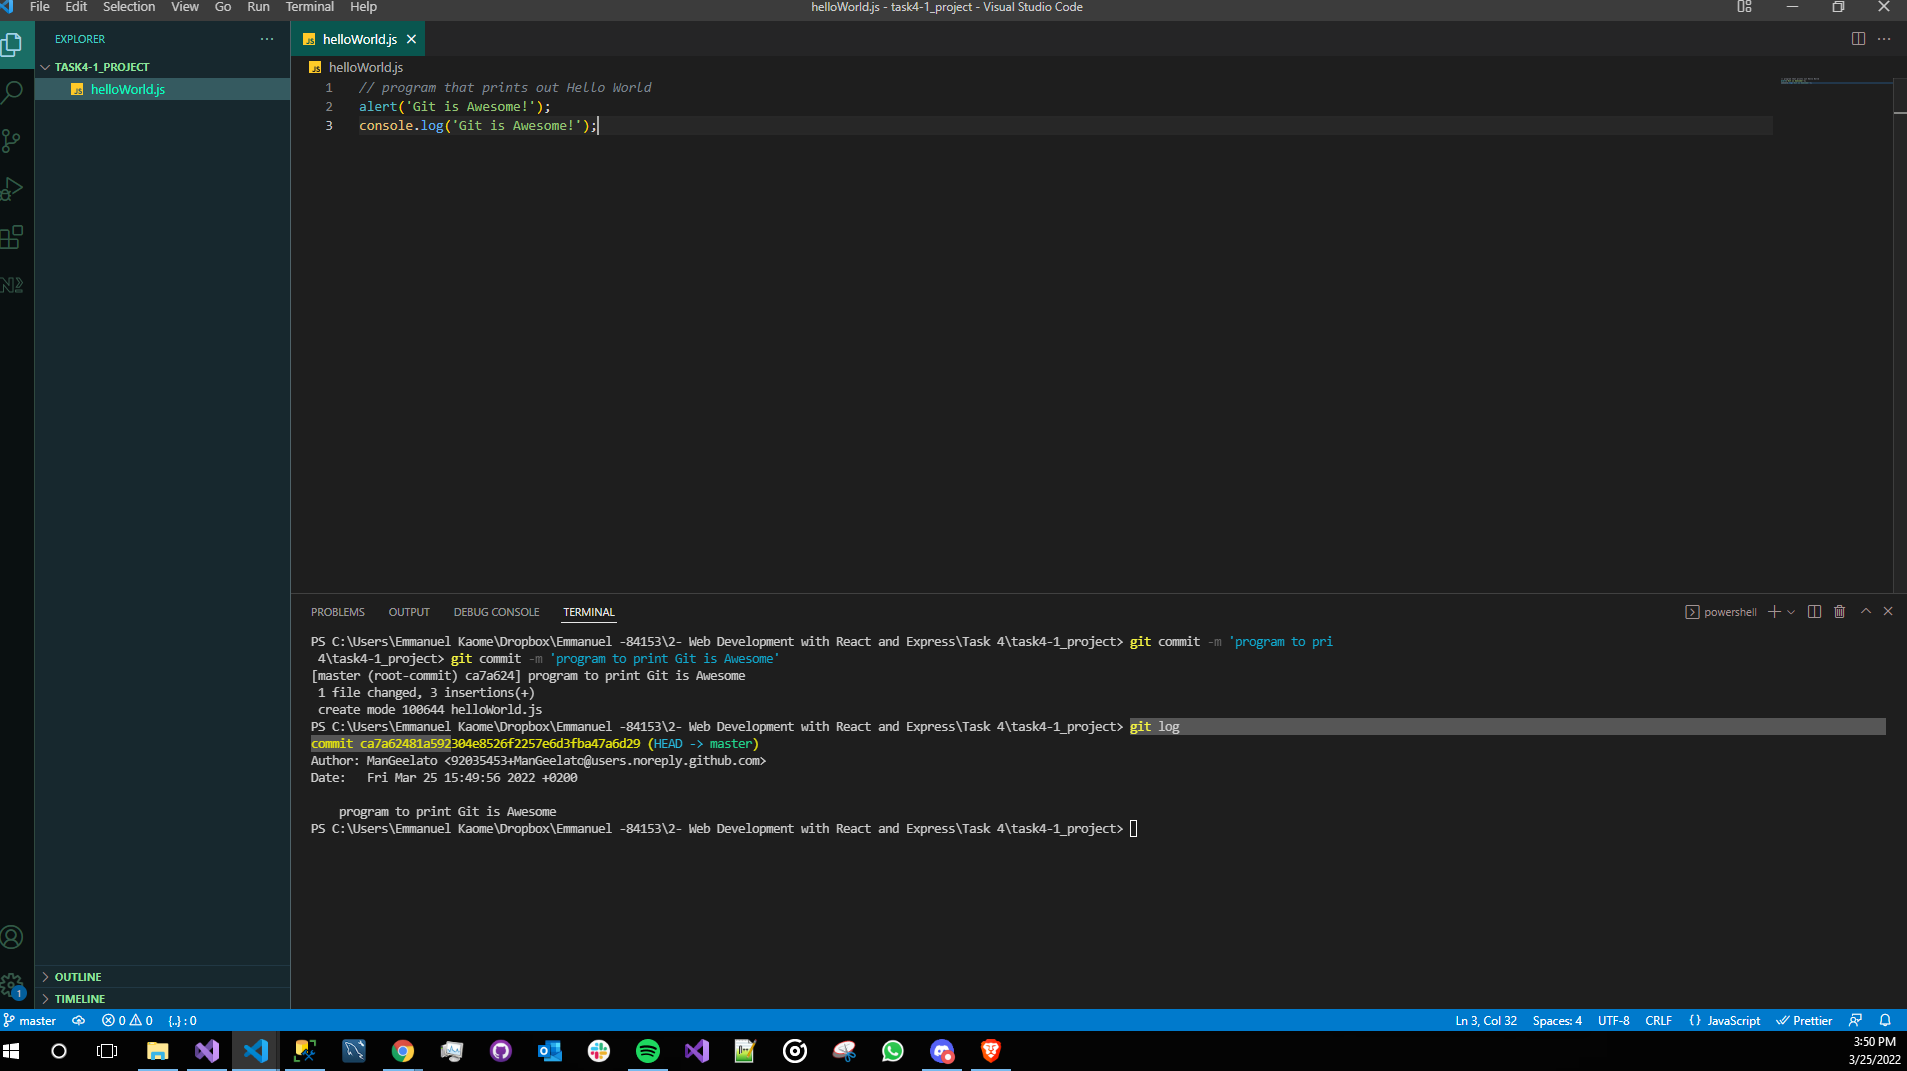 File Edit Selection View Go Run Terminal Help
helloWorld.js - task4-1_project - Visual Studio Code
EXPLORER
TASK4-1_PROJECT
helloWorld.js
helloWorld.js
helloWorld.js
1 // program that prints out Hello World
2 alert('Git is Awesome!');
3 console.log('Git is Awesome!');
PROBLEMS OUTPUT DEBUG CONSOLE TERMINAL
powershell
PS C:\Users\Emmanuel Kaome\Dropbox\Emmanuel -84153\2- Web Development with React and Express\Task 4\task4-1_project> git commit -m 'program to pri
4\task4-1_project> git commit -m 'program to print Git is Awesome'
[master (root-commit) ca7a624] program to print Git is Awesome
1 file changed, 3 insertions(+)
create mode 100644 helloWorld.js
PS C:\Users\Emmanuel Kaome\Dropbox\Emmanuel -84153\2- Web Development with React and Express\Task 4\task4-1_project> git log
commit ca7a62481a592304e8526f2257e6d3fba47a6d29 (HEAD -> master)
Author: ManGeelato <92035453+ManGeelato@users.noreply.github.com>
Date:   Fri Mar 25 15:49:56 2022 +0200
program to print Git is Awesome
PS C:\Users\Emmanuel Kaome\Dropbox\Emmanuel -84153\2- Web Development with React and Express\Task 4\task4-1_project>
OUTLINE
1
TIMELINE
master 0 0 {..} : 0
Ln 3, Col 32 Spaces: 4 UTF-8 CRLF {} JavaScript Prettier
3:50 PM
3/25/2022